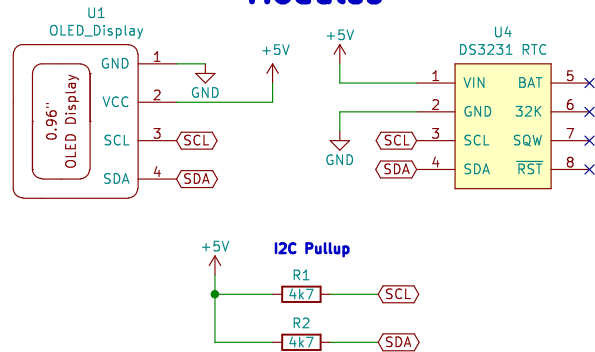 Modules
U1
OLED_Display
GND 1
VCC 2
SCL 3
SDA 4
0.96"
OLED Display
GND
+5V
SCL
SDA
+5V
U4
DS3231 RTC
1 VIN BAT 5
2 GND 32K 6
3 SCL SQW 7
4 SDA RST 8
GND
SCL
SDA
I2C Pullup
+5V
R1
4k7
SCL
R2
4k7
SDA